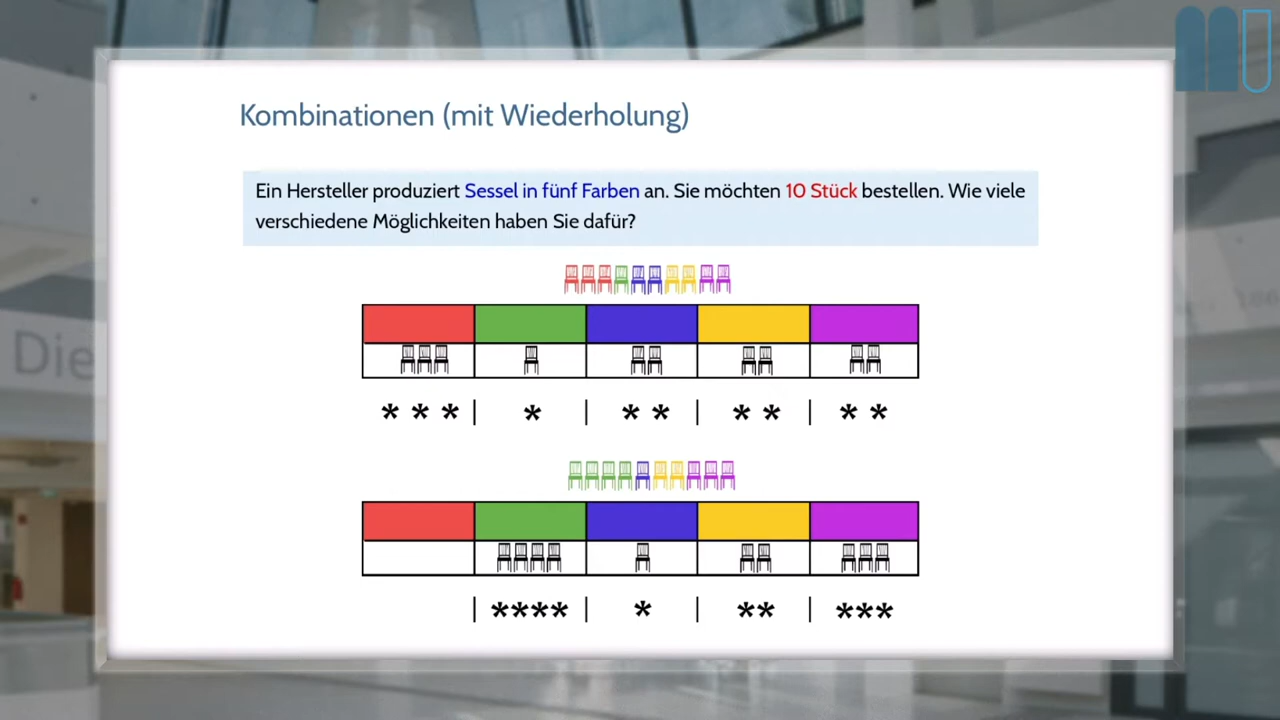 Kombinationen (mit Wiederholung)
Ein Hersteller produziert Sessel in fünf Farben an. Sie möchten 10 Stück bestellen. Wie viele
verschiedene Möglichkeiten haben Sie dafür?
* * * | * | * * | * * | * *
Die
| **** | * | ** | ***